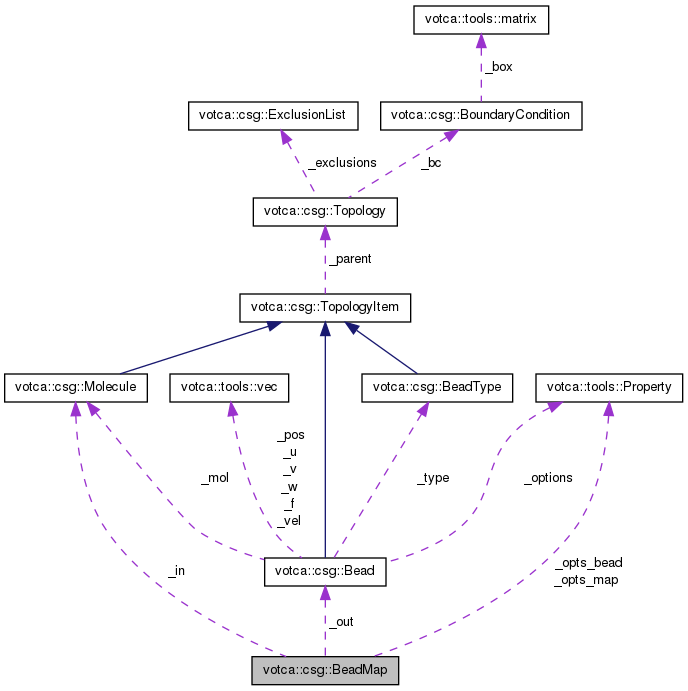 votca::tools::matrix
_box
votca::csg::ExclusionList
votca::csg::BoundaryCondition
_exclusions
_bc
votca::csg::Topology
_parent
votca::csg::TopologyItem
votca::csg::Molecule
votca::tools::vec
votca::csg::BeadType
votca::tools::Property
_mol
_pos
_u
_v
_w
_f
_vel
_type
_options
_in
votca::csg::Bead
_opts_bead
_opts_map
_out
votca::csg::BeadMap